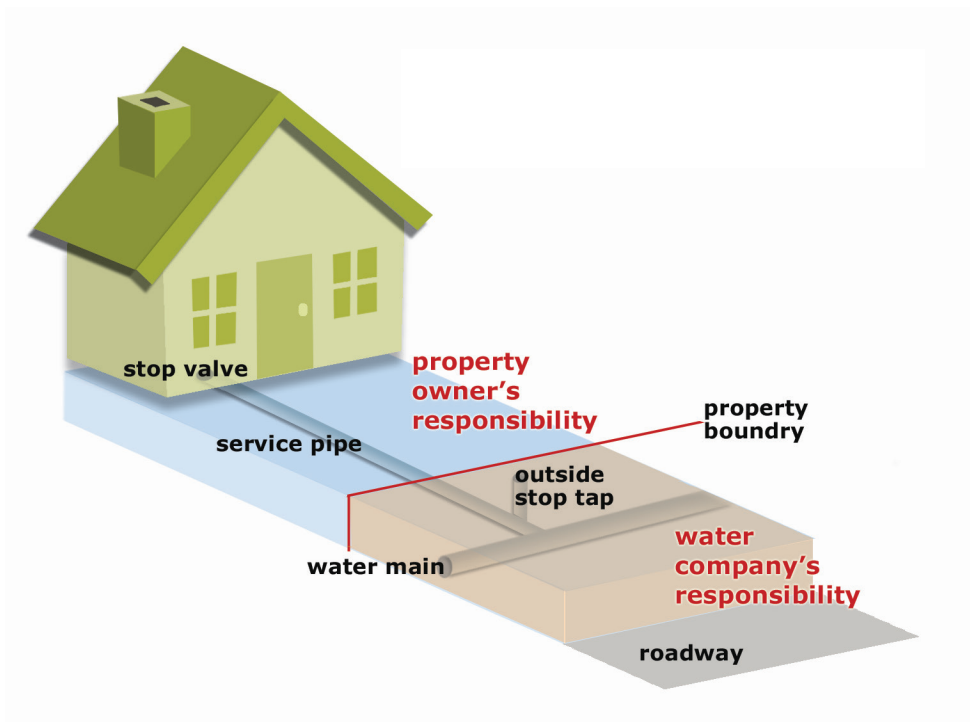 stop valve
property
owner's
responsibility
service pipe
property
boundry
outside
stop tap
water main
water
company's
responsibility
roadway